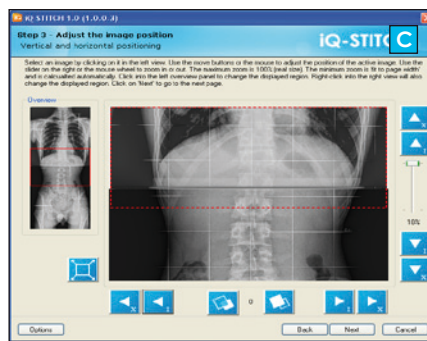 iQ STITCH 1.0 (1.0.0.3)
Step 3 - Adjust the image position
Vertical and horizontal positioning
iQ-STITC
C
Select an image by clicking on it in the left view. Use the move buttons or the mouse to adjust the position of the active image. Use the
slider on the right or the mouse wheel to zoom in or out. The maximum zoom is 100% (real size). The minimum zoom is 'fit to page width'
and is calcualted automatically. Click into the left overview panel to change the displayed region. Right-click into the right view will also
change the displayed region. Click on 'Next' to go to the next page.
Overview
X
1
16%
1
X
X
1
0
1
X
Options
Back
Next
Cancel